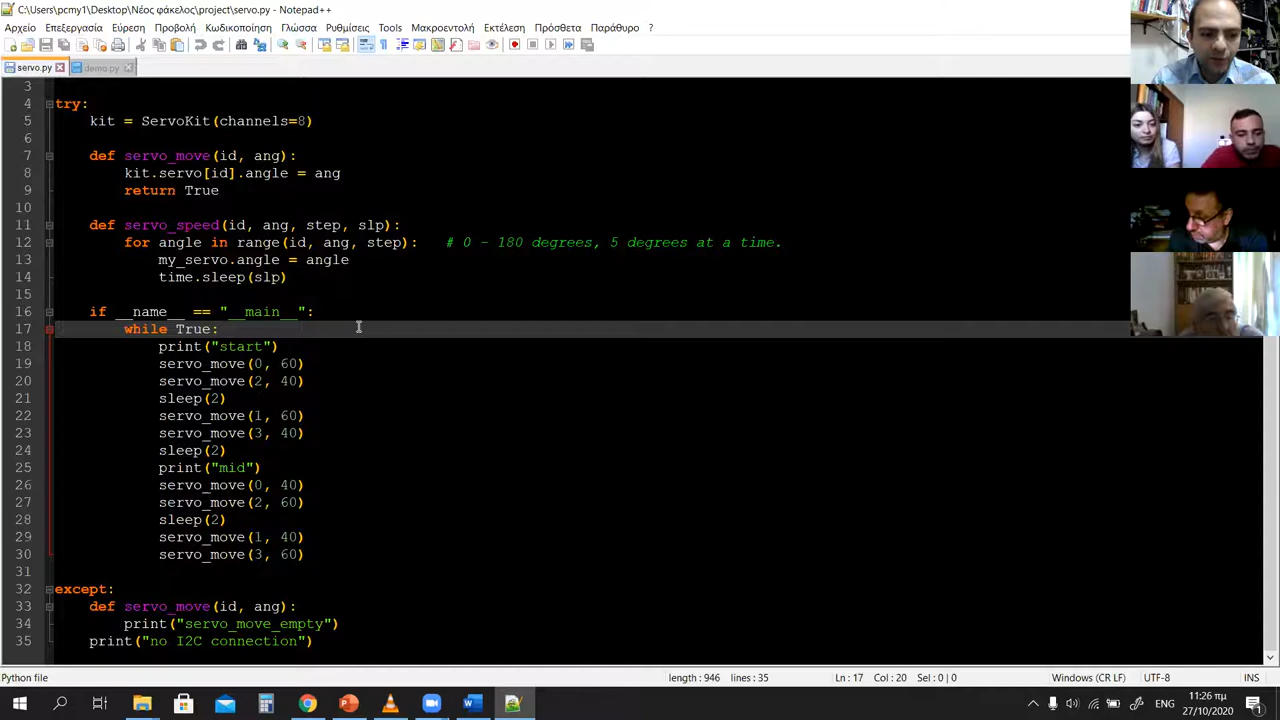 C:\Users\pcmy1\Desktop\Νέος φάκελος\project\servo.py - Notepad++
Αρχείο Επεξεργασία Εύρεση Προβολή Κωδικοποίηση Γλώσσα Ρυθμίσεις Tools Μακροεντολή Εκτέλεση Πρόσθετα Παράθυρο ?
servo.py demo.py
3
4 try:
5 kit = ServoKit(channels=8)
6
7 def servo_move(id, ang):
8 kit.servo[id].angle = ang
9 return True
10
11 def servo_speed(id, ang, step, slp):
12 for angle in range(id, ang, step): # 0 - 180 degrees, 5 degrees at a time.
13 my_servo.angle = angle
14 time.sleep(slp)
15
16 if __name__ == "__main__":
17 while True:
18 print("start")
19 servo_move(0, 60)
20 servo_move(2, 40)
21 sleep(2)
22 servo_move(1, 60)
23 servo_move(3, 40)
24 sleep(2)
25 print("mid")
26 servo_move(0, 40)
27 servo_move(2, 60)
28 sleep(2)
29 servo_move(1, 40)
30 servo_move(3, 60)
31
32 except:
33 def servo_move(id, ang):
34 print("servo_move_empty")
35 print("no I2C connection")
Python file length : 946 lines : 35 Ln : 17 Col : 20 Sel : 0 | 0 Windows (CR LF) UTF-8 INS
ΕΝΓ 11:26 πμ
27/10/2020